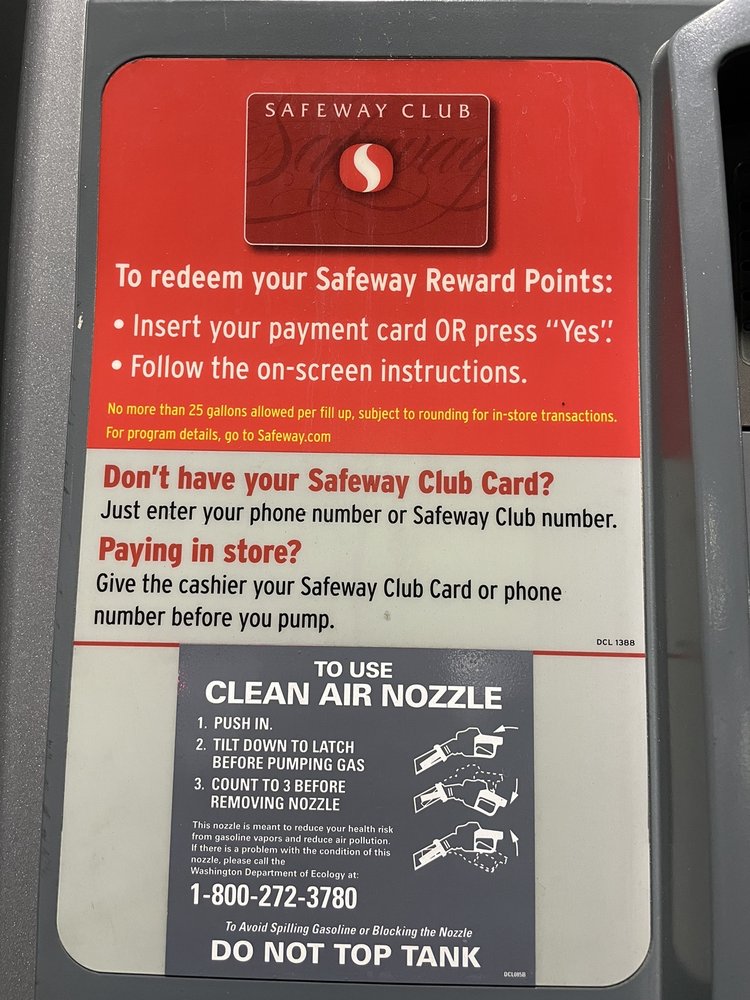 SAFEWAY CLUB
Safeway
To redeem your Safeway Reward Points:
• Insert your payment card OR press “Yes”.
• Follow the on-screen instructions.
No more than 25 gallons allowed per fill up, subject to rounding for in-store transactions.
For program details, go to Safeway.com
Don't have your Safeway Club Card?
Just enter your phone number or Safeway Club number.
Paying in store?
Give the cashier your Safeway Club Card or phone
number before you pump.
DCL 1388
TO USE
CLEAN AIR NOZZLE
1. PUSH IN.
2. TILT DOWN TO LATCH
BEFORE PUMPING GAS
3. COUNT TO 3 BEFORE
REMOVING NOZZLE
This nozzle is meant to reduce your health risk
from gasoline vapors and reduce air pollution.
If there is a problem with the condition of this
nozzle, please call the
Washington Department of Ecology at:
1-800-272-3780
To Avoid Spilling Gasoline or Blocking the Nozzle
DO NOT TOP TANK